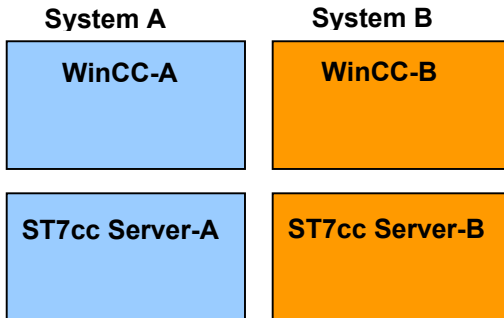 System A
System B
WinCC-A
WinCC-B
ST7cc Server-A
ST7cc Server-B